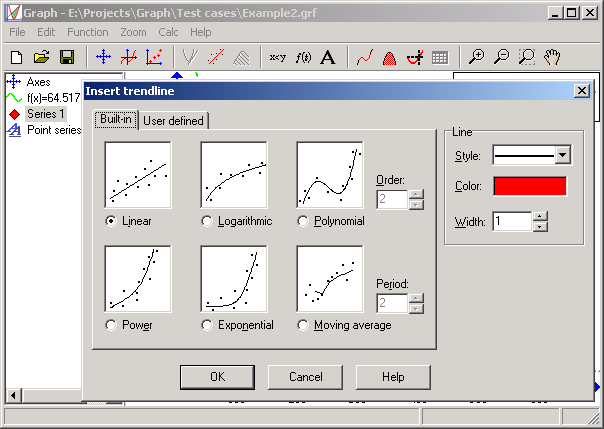 Graph - E:\Projects\Graph\Test cases\Example2.grf
File Edit Function Zoom Calc Help
x<y f(x) A
Axes
f(x)=64.517
Series 1
Point series
Insert trendline
Built-in User defined
Linear
Logarithmic
Polynomial
Order:
2
Power
Exponential
Moving average
Period:
2
Line
Style:
Color:
Width: 1
OK Cancel Help